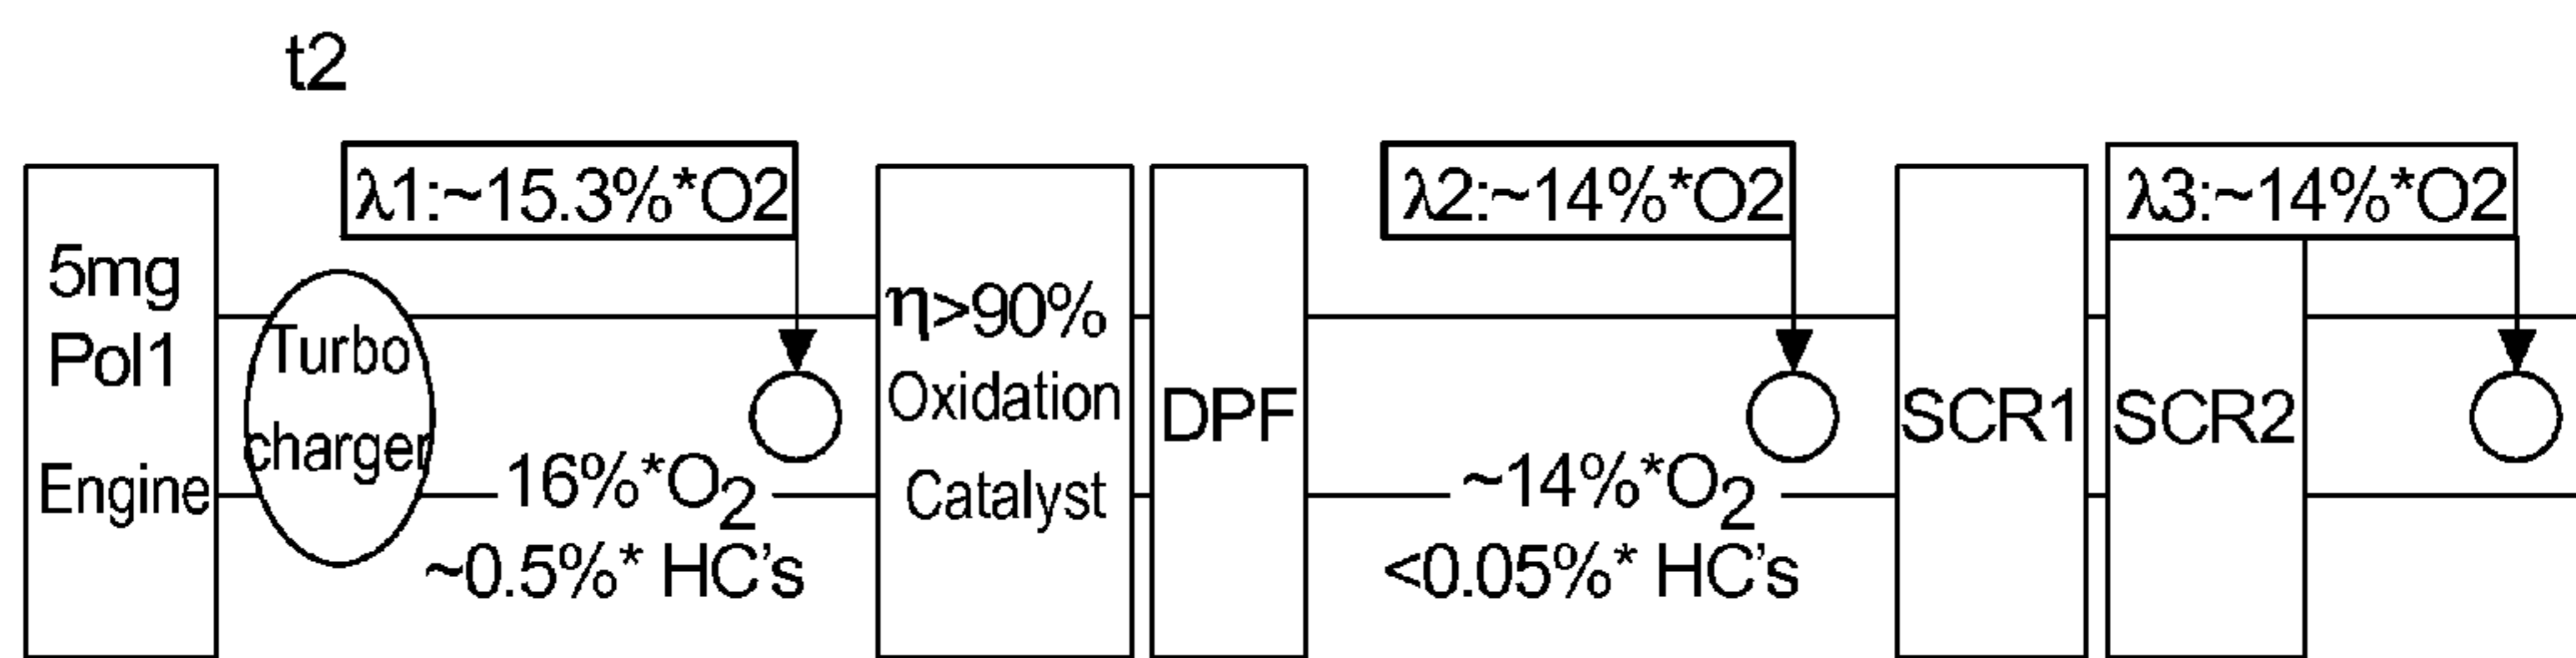 t2
λ1:~15.3%*O2
λ2:~14%*O2
λ3:~14%*O2
5mg
Pol1
Engine
Turbo
charger
16%*O₂
~0.5%* HC's
η>90%
Oxidation
Catalyst
DPF
~14%*O₂
<0.05%* HC's
SCR1
SCR2